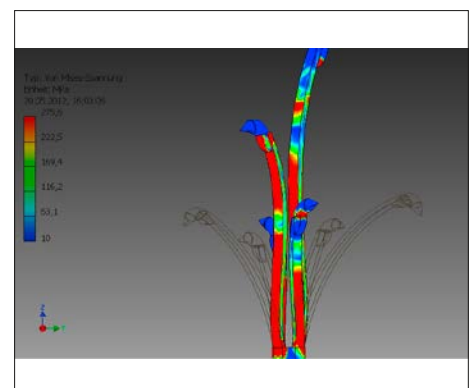 Typ: Von Mises-Spannung
Einheit: MPa
275,6
222,5
169,4
116,2
63,1
10
Z
Y